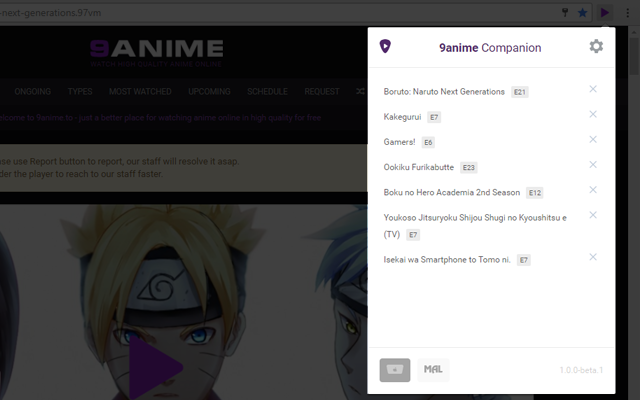 -next-generations.97vm
9ANIME
WATCH HIGH QUALITY ANIME ONLINE
ONGOING TYPES MOST WATCHED UPCOMING SCHEDULE REQUEST
elcome to 9anime.to - just a better place for watching anime online in high quality for free.
se use Report button to report, our staff will resolve it asap.
der the player to reach to our staff faster.
9anime Companion
Boruto: Naruto Next Generations E21
Kakegurui E7
Gamers! E6
Ookiku Furikabutte E23
Boku no Hero Academia 2nd Season E12
Youkoso Jitsuryoku Shijou Shugi no Kyoushitsu e
(TV) E7
Isekai wa Smartphone to Tomo ni. E7
MAL 1.0.0-beta.1